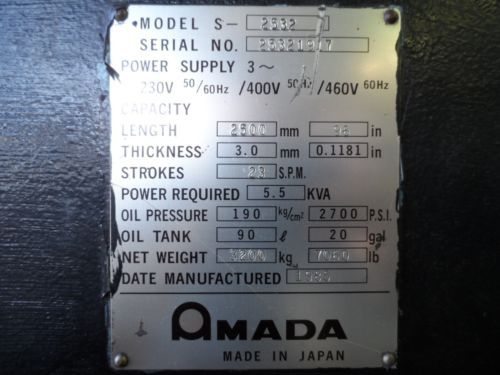 MODEL S- 2532
SERIAL NO. 25321917
POWER SUPPLY 3~
230V 50/60Hz /400V 50Hz /460V 60Hz
CAPACITY
LENGTH 2500 mm 98 in
THICKNESS 3.0 mm 0.1181 in
STROKES 23 S.P.M.
POWER REQUIRED 5.5 KVA
OIL PRESSURE 190 kg/cm² 2700 P.S.I.
OIL TANK 90 ℓ 20 gal
NET WEIGHT 3200 kg 7060 lb
DATE MANUFACTURED
AMADA
MADE IN JAPAN